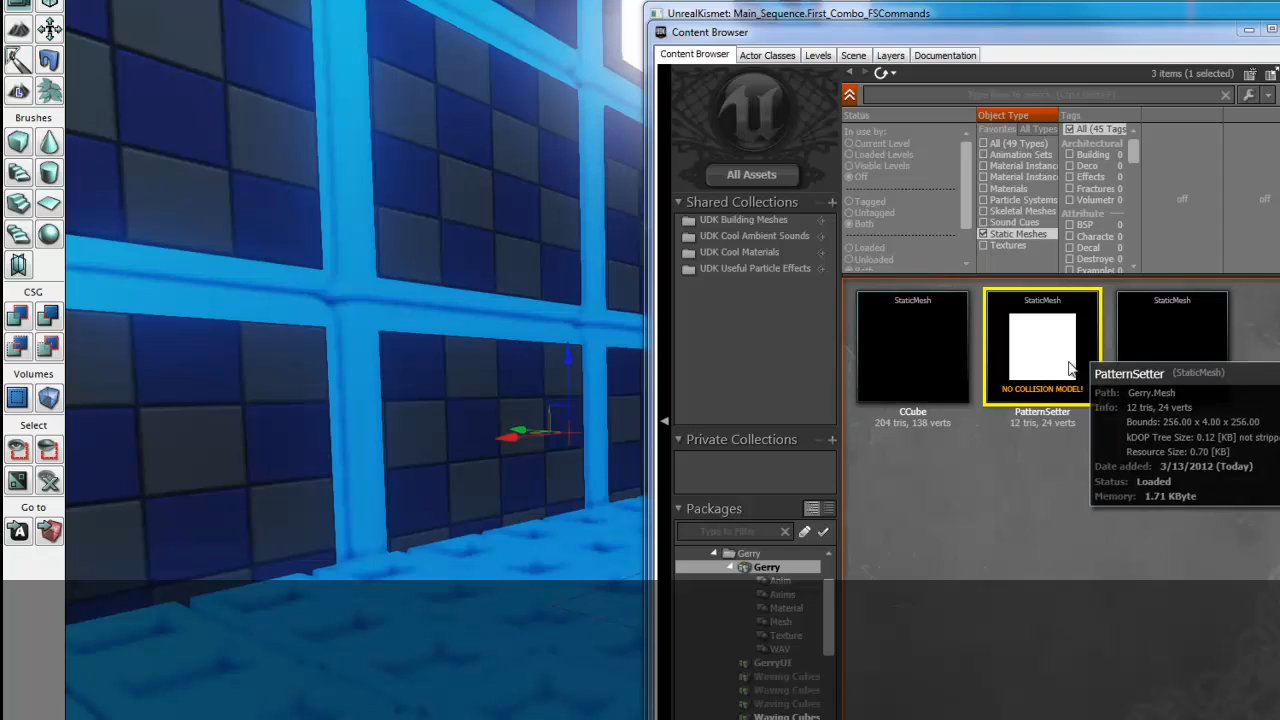 UnrealKismet: Main_Sequence.First_Combo_FSCommands
Content Browser
Content Browser
Actor Classes
Levels
Scene
Layers
Documentation
3 items (1 selected)
All Assets
Shared Collections
UDK Building Meshes
UDK Cool Ambient Sounds
UDK Cool Materials
UDK Useful Particle Effects
Private Collections
Packages
Type to Filter
Gerry
Gerry
Anim
Anims
Material
Mesh
Texture
WAV
GerryUI
Waving Cubes
Waving Cubes
Waving Cubes
Waving Cubes
Status
In use by:
Current Level
Loaded Levels
Visible Levels
Off
Tagged
Untagged
Both
Loaded
Unloaded
Both
Object Type
Favorites All Types
All (49 Types)
Animation Sets
Material Instanc
Material Instanc
Materials
Particle Systems
Skeletal Meshes
Sound Cues
Static Meshes
Textures
Tags
All (45 Tags
Architectural
Building 0
Deco 0
Effects 0
Fractures 0
Volumetr 0
Attribute
BSP 0
Characte 0
Decal 0
Destroye 0
Example( 0
off
off
StaticMesh
CCube
204 tris, 138 verts
StaticMesh
NO COLLISION MODEL!
PatternSetter
12 tris, 24 verts
StaticMesh
PatternSetter (StaticMesh)
Path: Gerry.Mesh
Info: 12 tris, 24 verts
Bounds: 256.00 x 4.00 x 256.00
kDOP Tree Size: 0.12 [KB] not stripp
Resource Size: 0.70 [KB]
Date added: 3/13/2012 (Today)
Status: Loaded
Memory: 1.71 KByte
Brushes
CSG
Volumes
Select
Go to